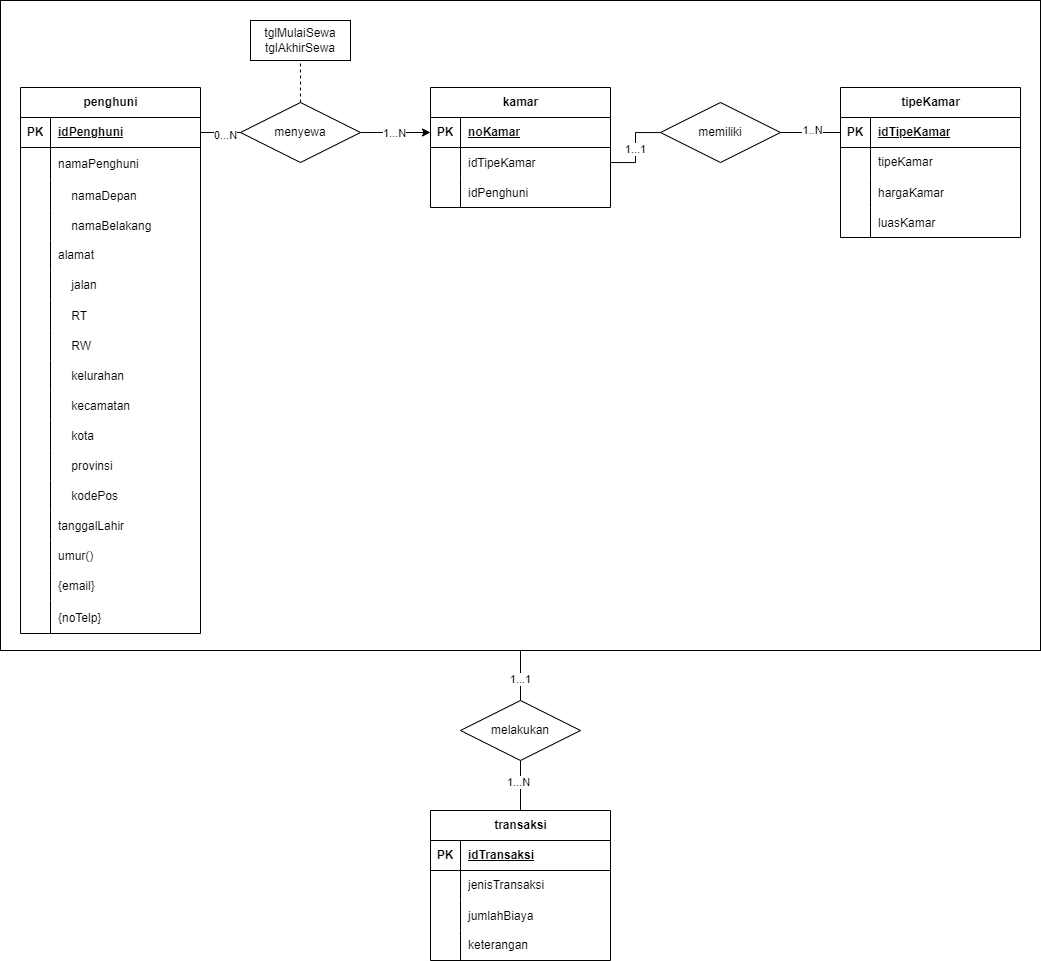 tglMulaiSewa
tglAkhirSewa
penghuni
PK idPenghuni
namaPenghuni
namaDepan
namaBelakang
alamat
jalan
RT
RW
kelurahan
kecamatan
kota
provinsi
kodePos
tanggalLahir
umur()
{email}
{noTelp}
0...N
menyewa
1...N
kamar
PK noKamar
idTipeKamar
idPenghuni
1...1
memiliki
1..N
tipeKamar
PK idTipeKamar
tipeKamar
hargaKamar
luasKamar
1...1
melakukan
1...N
transaksi
PK idTransaksi
jenisTransaksi
jumlahBiaya
keterangan